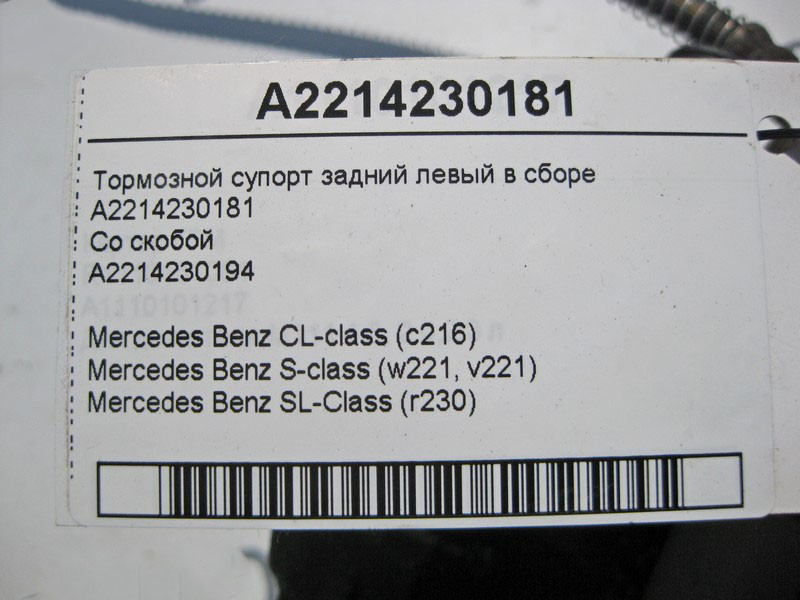 A2214230181
Тормозной супорт задний левый в сборе
A2214230181
Со скобой
A2214230194
A1110101217
Mercedes Benz CL-class (c216)
Mercedes Benz S-class (w221, v221)
Mercedes Benz SL-Class (r230)